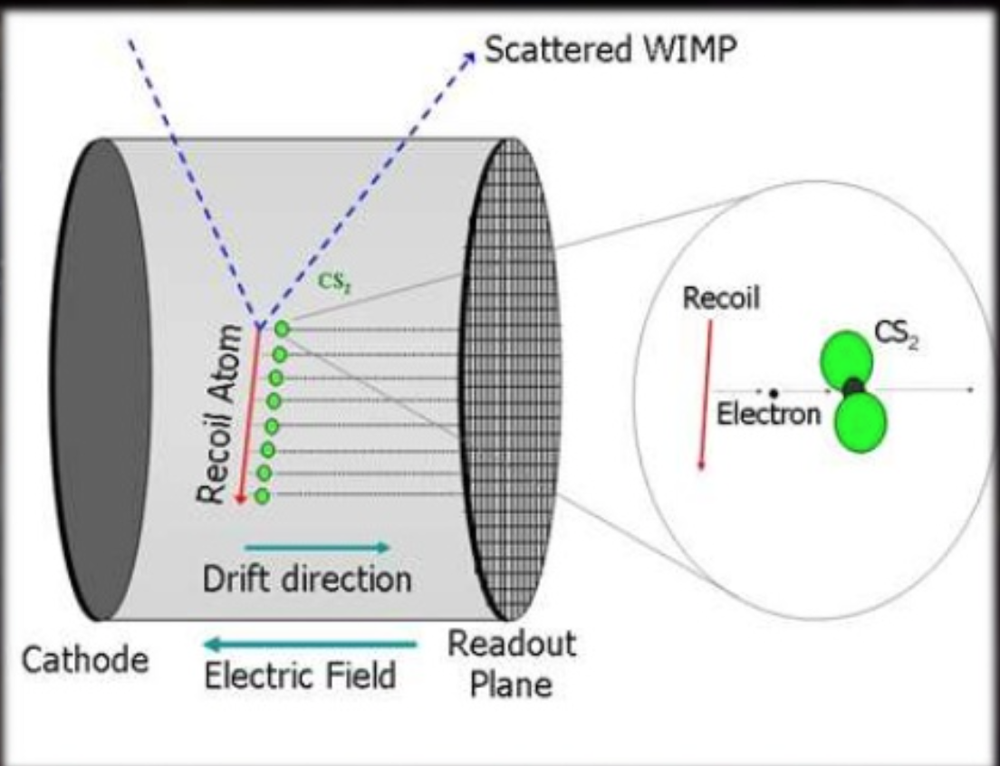 Scattered WIMP
CS₂
Recoil Atom
Drift direction
Cathode
Electric Field
Readout
Plane
Recoil
CS₂
Electron